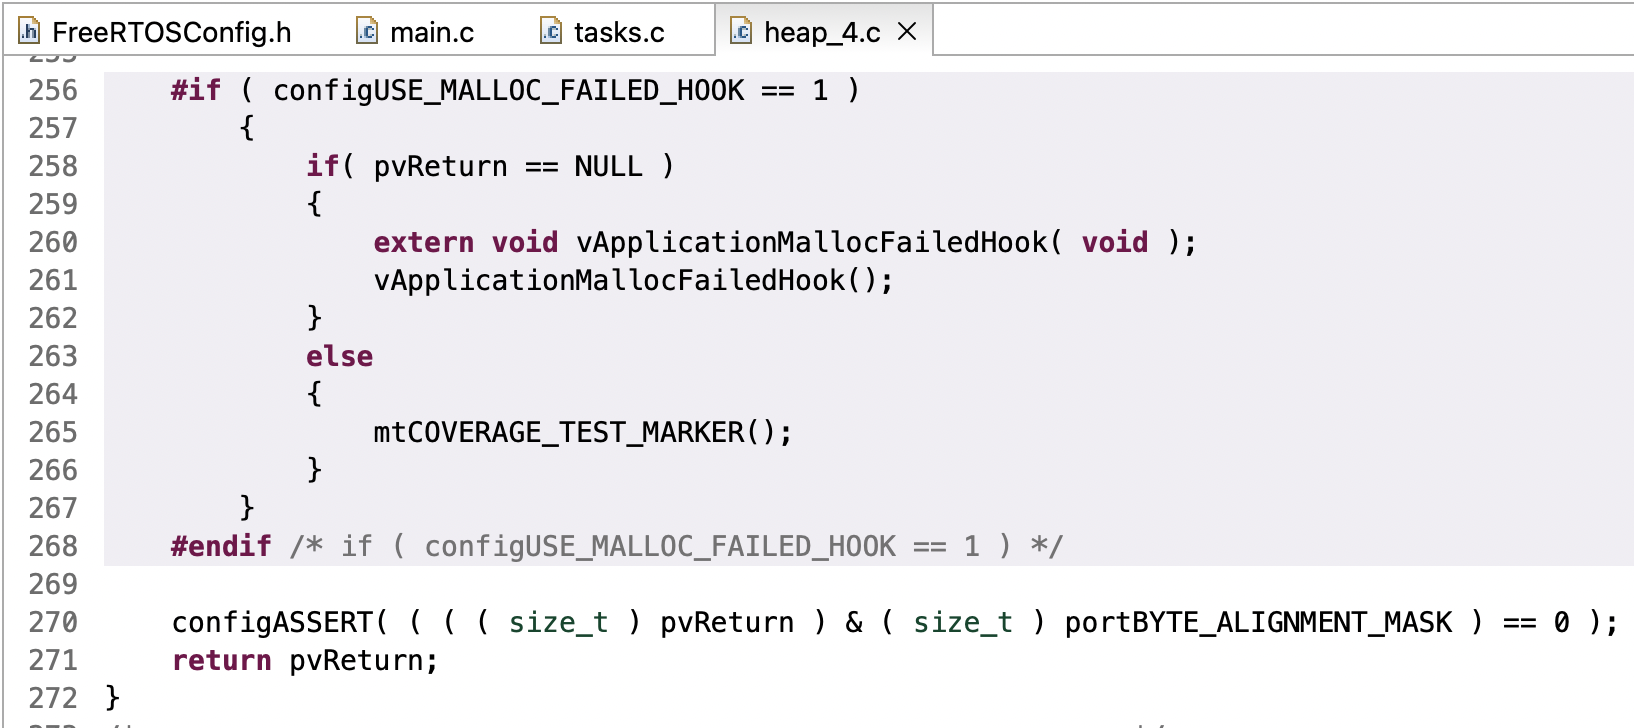 FreeRTOSConfig.h main.c tasks.c heap_4.c
256 #if ( configUSE_MALLOC_FAILED_HOOK == 1 )
257 {
258 if( pvReturn == NULL )
259 {
260 extern void vApplicationMallocFailedHook( void );
261 vApplicationMallocFailedHook();
262 }
263 else
264 {
265 mtCOVERAGE_TEST_MARKER();
266 }
267 }
268 #endif /* if ( configUSE_MALLOC_FAILED_HOOK == 1 ) */
269
270 configASSERT( ( ( ( size_t ) pvReturn ) & ( size_t ) portBYTE_ALIGNMENT_MASK ) == 0 );
271 return pvReturn;
272 }